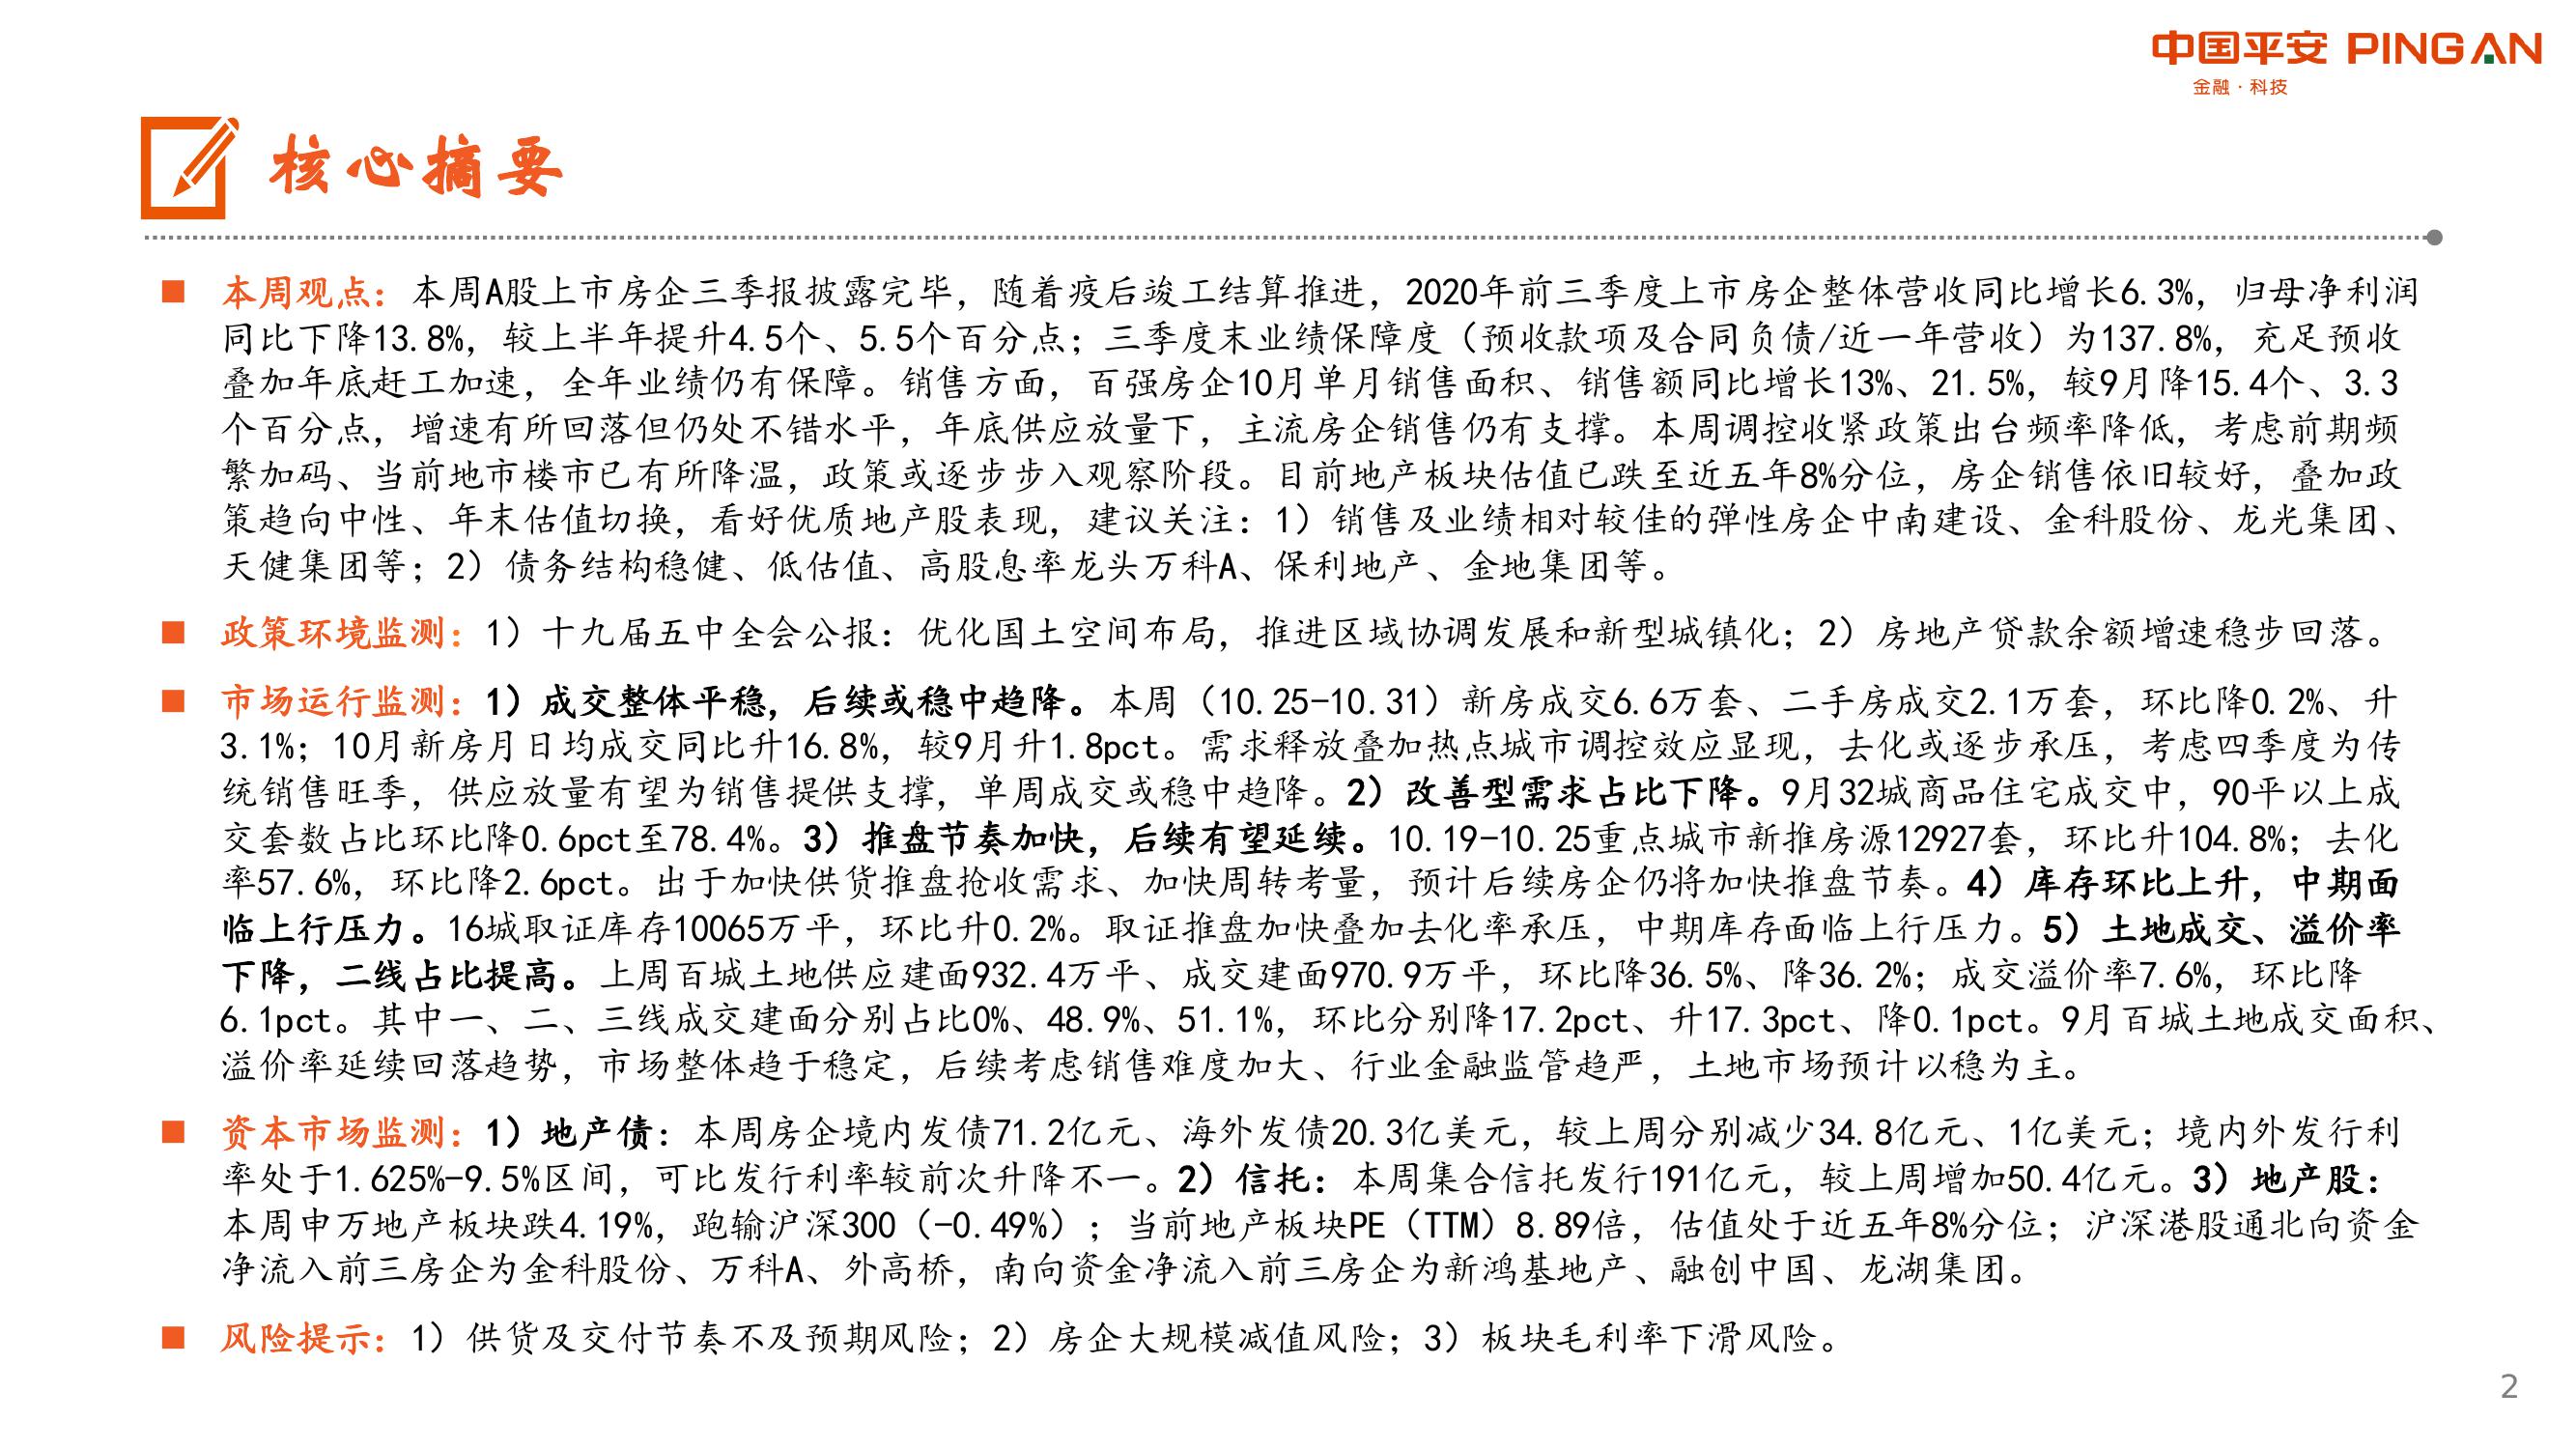 中国平安 PINGAN
金融·科技
核心摘要
本周观点：本周A股上市房企三季报披露完毕，随着疫后竣工结算推进，2020年前三季度上市房企整体营收同比增长6.3%，归母净利润
同比下降13.8%，较上半年提升4.5个、5.5个百分点；三季度末业绩保障度（预收款项及合同负债/近一年营收）为137.8%，充足预收
叠加年底赶工加速，全年业绩仍有保障。销售方面，百强房企10月单月销售面积、销售额同比增长13%、21.5%，较9月降15.4个、3.3
个百分点，增速有所回落但仍处不错水平，年底供应放量下，主流房企销售仍有支撑。本周调控收紧政策出台频率降低，考虑前期频
繁加码、当前地市楼市已有所降温，政策或逐步步入观察阶段。目前地产板块估值已跌至近五年8%分位，房企销售依旧较好，叠加政
策趋向中性、年末估值切换，看好优质地产股表现，建议关注：1）销售及业绩相对较佳的弹性房企中南建设、金科股份、龙光集团、
天健集团等；2）债务结构稳健、低估值、高股息率龙头万科A、保利地产、金地集团等。
政策环境监测：1）十九届五中全会公报：优化国土空间布局，推进区域协调发展和新型城镇化；2）房地产贷款余额增速稳步回落。
市场运行监测：1）成交整体平稳，后续或稳中趋降。本周（10.25-10.31）新房成交6.6万套、二手房成交2.1万套，环比降0.2%、升
3.1%；10月新房月日均成交同比升16.8%，较9月升1.8pct。需求释放叠加热点城市调控效应显现，去化或逐步承压，考虑四季度为传
统销售旺季，供应放量有望为销售提供支撑，单周成交或稳中趋降。2）改善型需求占比下降。9月32城商品住宅成交中，90平以上成
交套数占比环比降0.6pct至78.4%。3）推盘节奏加快，后续有望延续。10.19-10.25重点城市新推房源12927套，环比升104.8%；去化
率57.6%，环比降2.6pct。出于加快供货推盘抢收需求、加快周转考量，预计后续房企仍将加快推盘节奏。4）库存环比上升，中期面
临上行压力。16城取证库存10065万平，环比升0.2%。取证推盘加快叠加去化率承压，中期库存面临上行压力。5）土地成交、溢价率
下降，二线占比提高。上周百城土地供应建面932.4万平、成交建面970.9万平，环比降36.5%、降36.2%；成交溢价率7.6%，环比降
6.1pct。其中一、二、三线成交建面分别占比0%、48.9%、51.1%，环比分别降17.2pct、升17.3pct、降0.1pct。9月百城土地成交面积、
溢价率延续回落趋势，市场整体趋于稳定，后续考虑销售难度加大、行业金融监管趋严，土地市场预计以稳为主。
资本市场监测：1）地产债：本周房企境内发债71.2亿元、海外发债20.3亿美元，较上周分别减少34.8亿元、1亿美元；境内外发行利
率处于1.625%-9.5%区间，可比发行利率较前次升降不一。2）信托：本周集合信托发行191亿元，较上周增加50.4亿元。3）地产股：
本周申万地产板块跌4.19%，跑输沪深300（-0.49%）；当前地产板块PE（TTM）8.89倍，估值处于近五年8%分位；沪深港股通北向资金
净流入前三房企为金科股份、万科A、外高桥，南向资金净流入前三房企为新鸿基地产、融创中国、龙湖集团。
风险提示：1）供货及交付节奏不及预期风险；2）房企大规模减值风险；3）板块毛利率下滑风险。
2